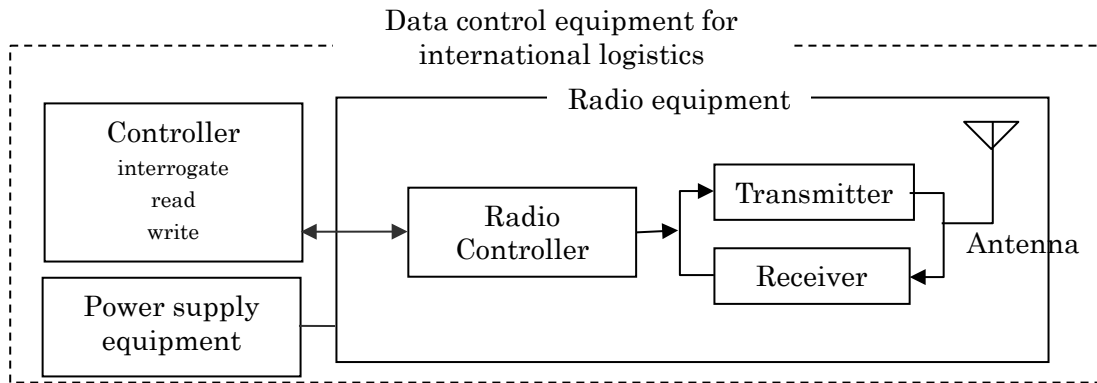 Data control equipment for
international logistics
Radio equipment
Controller
interrogate
read
write
Power supply
equipment
Radio
Controller
Transmitter
Receiver
Antenna